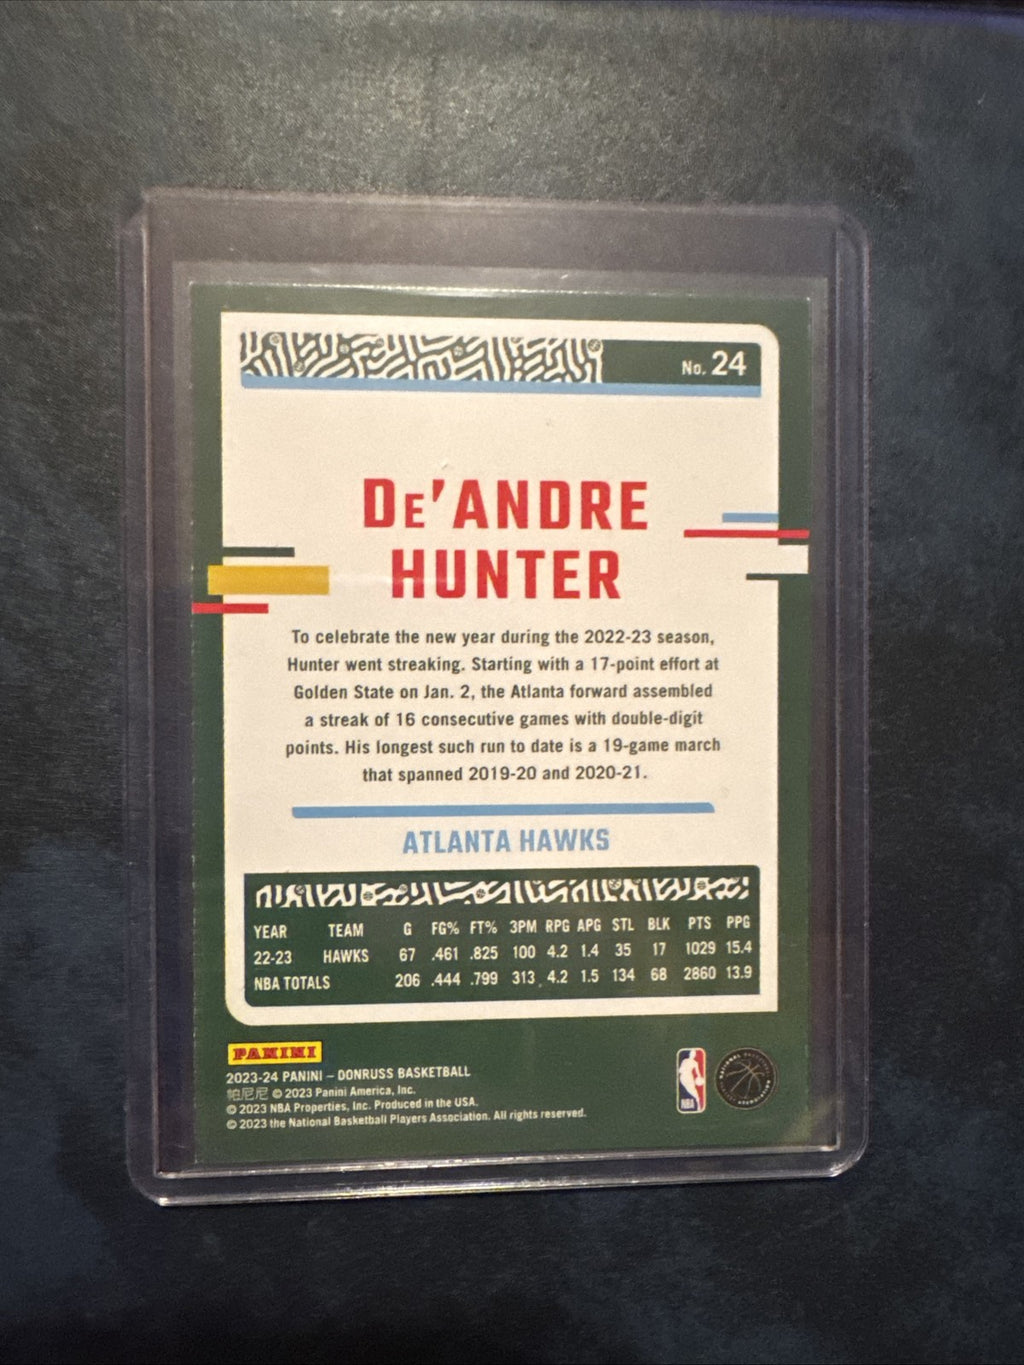 No. 24
DE'ANDRE
HUNTER
To celebrate the new year during the 2022-23 season,
Hunter went streaking. Starting with a 17-point effort at
Golden State on Jan. 2, the Atlanta forward assembled
a streak of 16 consecutive games with double-digit
points. His longest such run to date is a 19-game march
that spanned 2019-20 and 2020-21.
ATLANTA HAWKS
YEAR TEAM G FG% FT% 3PM RPG APG STL BLK PTS PPG
22-23 HAWKS 67 .461 .825 100 4.2 1.4 35 17 1029 15.4
NBA TOTALS 206 .444 .799 313 4.2 1.5 134 68 2860 13.9
PANINI
2023-24 PANINI – DONRUSS BASKETBALL
帕尼尼 © 2023 Panini America, Inc.
© 2023 NBA Properties, Inc. Produced in the USA.
© 2023 the National Basketball Players Association. All rights reserved.
NBA